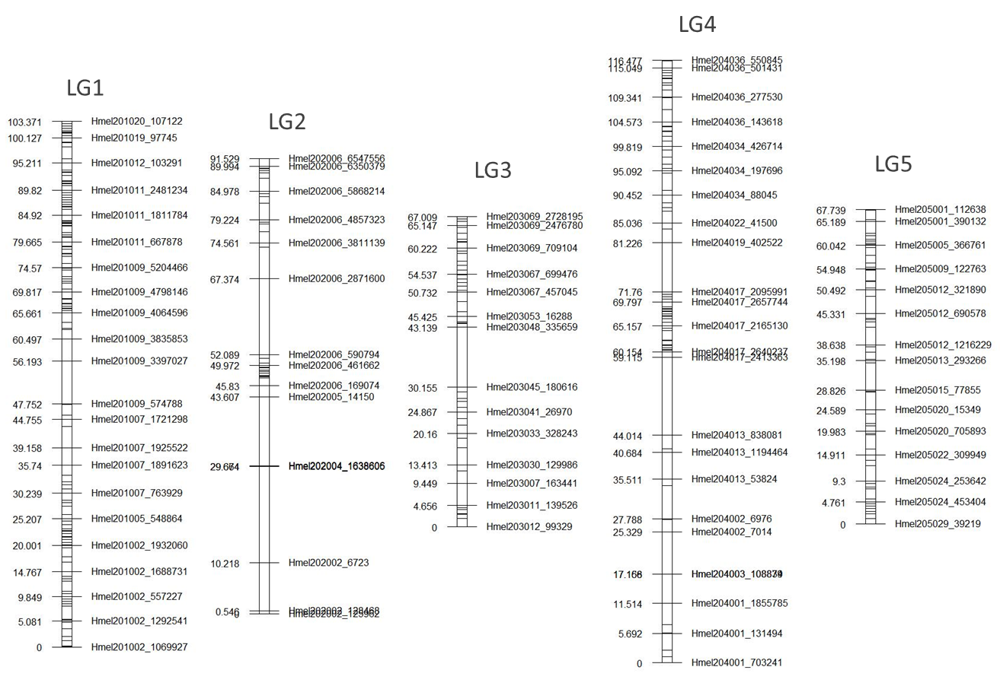 LG1
103.371 Hmel201020_107122
100.127 Hmel201019_97745
95.211 Hmel201012_103291
89.82 Hmel201011_2481234
84.92 Hmel201011_1811784
79.665 Hmel201011_667878
74.57 Hmel201009_5204466
69.817 Hmel201009_4798146
65.661 Hmel201009_4064596
60.497 Hmel201009_3835853
56.193 Hmel201009_3397027
47.752 Hmel201009_574788
44.755 Hmel201007_1721298
39.158 Hmel201007_1925522
35.74 Hmel201007_1891623
30.239 Hmel201007_763929
25.207 Hmel201005_548864
20.001 Hmel201002_1932060
14.767 Hmel201002_1688731
9.849 Hmel201002_557227
5.081 Hmel201002_1292541
0 Hmel201002_1069927
LG2
91.529 Hmel202006_6547556
89.994 Hmel202006_6350379
84.978 Hmel202006_5868214
79.224 Hmel202006_4857323
74.561 Hmel202006_3811139
67.374 Hmel202006_2871600
52.089 Hmel202006_590794
49.972 Hmel202006_461662
45.83 Hmel202006_169074
43.607 Hmel202005_14150
10.218 Hmel202002_6723
0.546
0
LG3
67.009 Hmel203069_2728195
65.147 Hmel203069_2476780
60.222 Hmel203069_709104
54.537 Hmel203067_699476
50.732 Hmel203067_457045
45.425 Hmel203053_16288
43.139 Hmel203048_335659
30.155 Hmel203045_180616
24.867 Hmel203041_26970
20.16 Hmel203033_328243
13.413 Hmel203030_129986
9.449 Hmel203007_163441
4.656 Hmel203011_139526
0 Hmel203012_99329
LG4
116.477 Hmel204036_550845
115.049 Hmel204036_501431
109.341 Hmel204036_277530
104.573 Hmel204036_143618
99.819 Hmel204034_426714
95.092 Hmel204034_197696
90.452 Hmel204034_88045
85.036 Hmel204022_41500
81.226 Hmel204019_402522
71.76 Hmel204017_2095991
69.797 Hmel204017_2657744
65.157 Hmel204017_2165130
60.154 Hmel204017_2640237
44.014 Hmel204013_838081
40.684 Hmel204013_1194464
35.511 Hmel204013_53824
27.788 Hmel204002_6976
25.329 Hmel204002_7014
11.514 Hmel204001_1855785
5.692 Hmel204001_131494
0 Hmel204001_703241
LG5
67.739 Hmel205001_112638
65.189 Hmel205001_390132
60.042 Hmel205005_366761
54.948 Hmel205009_122763
50.492 Hmel205012_321890
45.331 Hmel205012_690578
38.638 Hmel205012_1216229
35.198 Hmel205013_293266
28.826 Hmel205015_77855
24.589 Hmel205020_15349
19.983 Hmel205020_705893
14.911 Hmel205022_309949
9.3 Hmel205024_253642
4.761 Hmel205024_453404
0 Hmel205029_39219